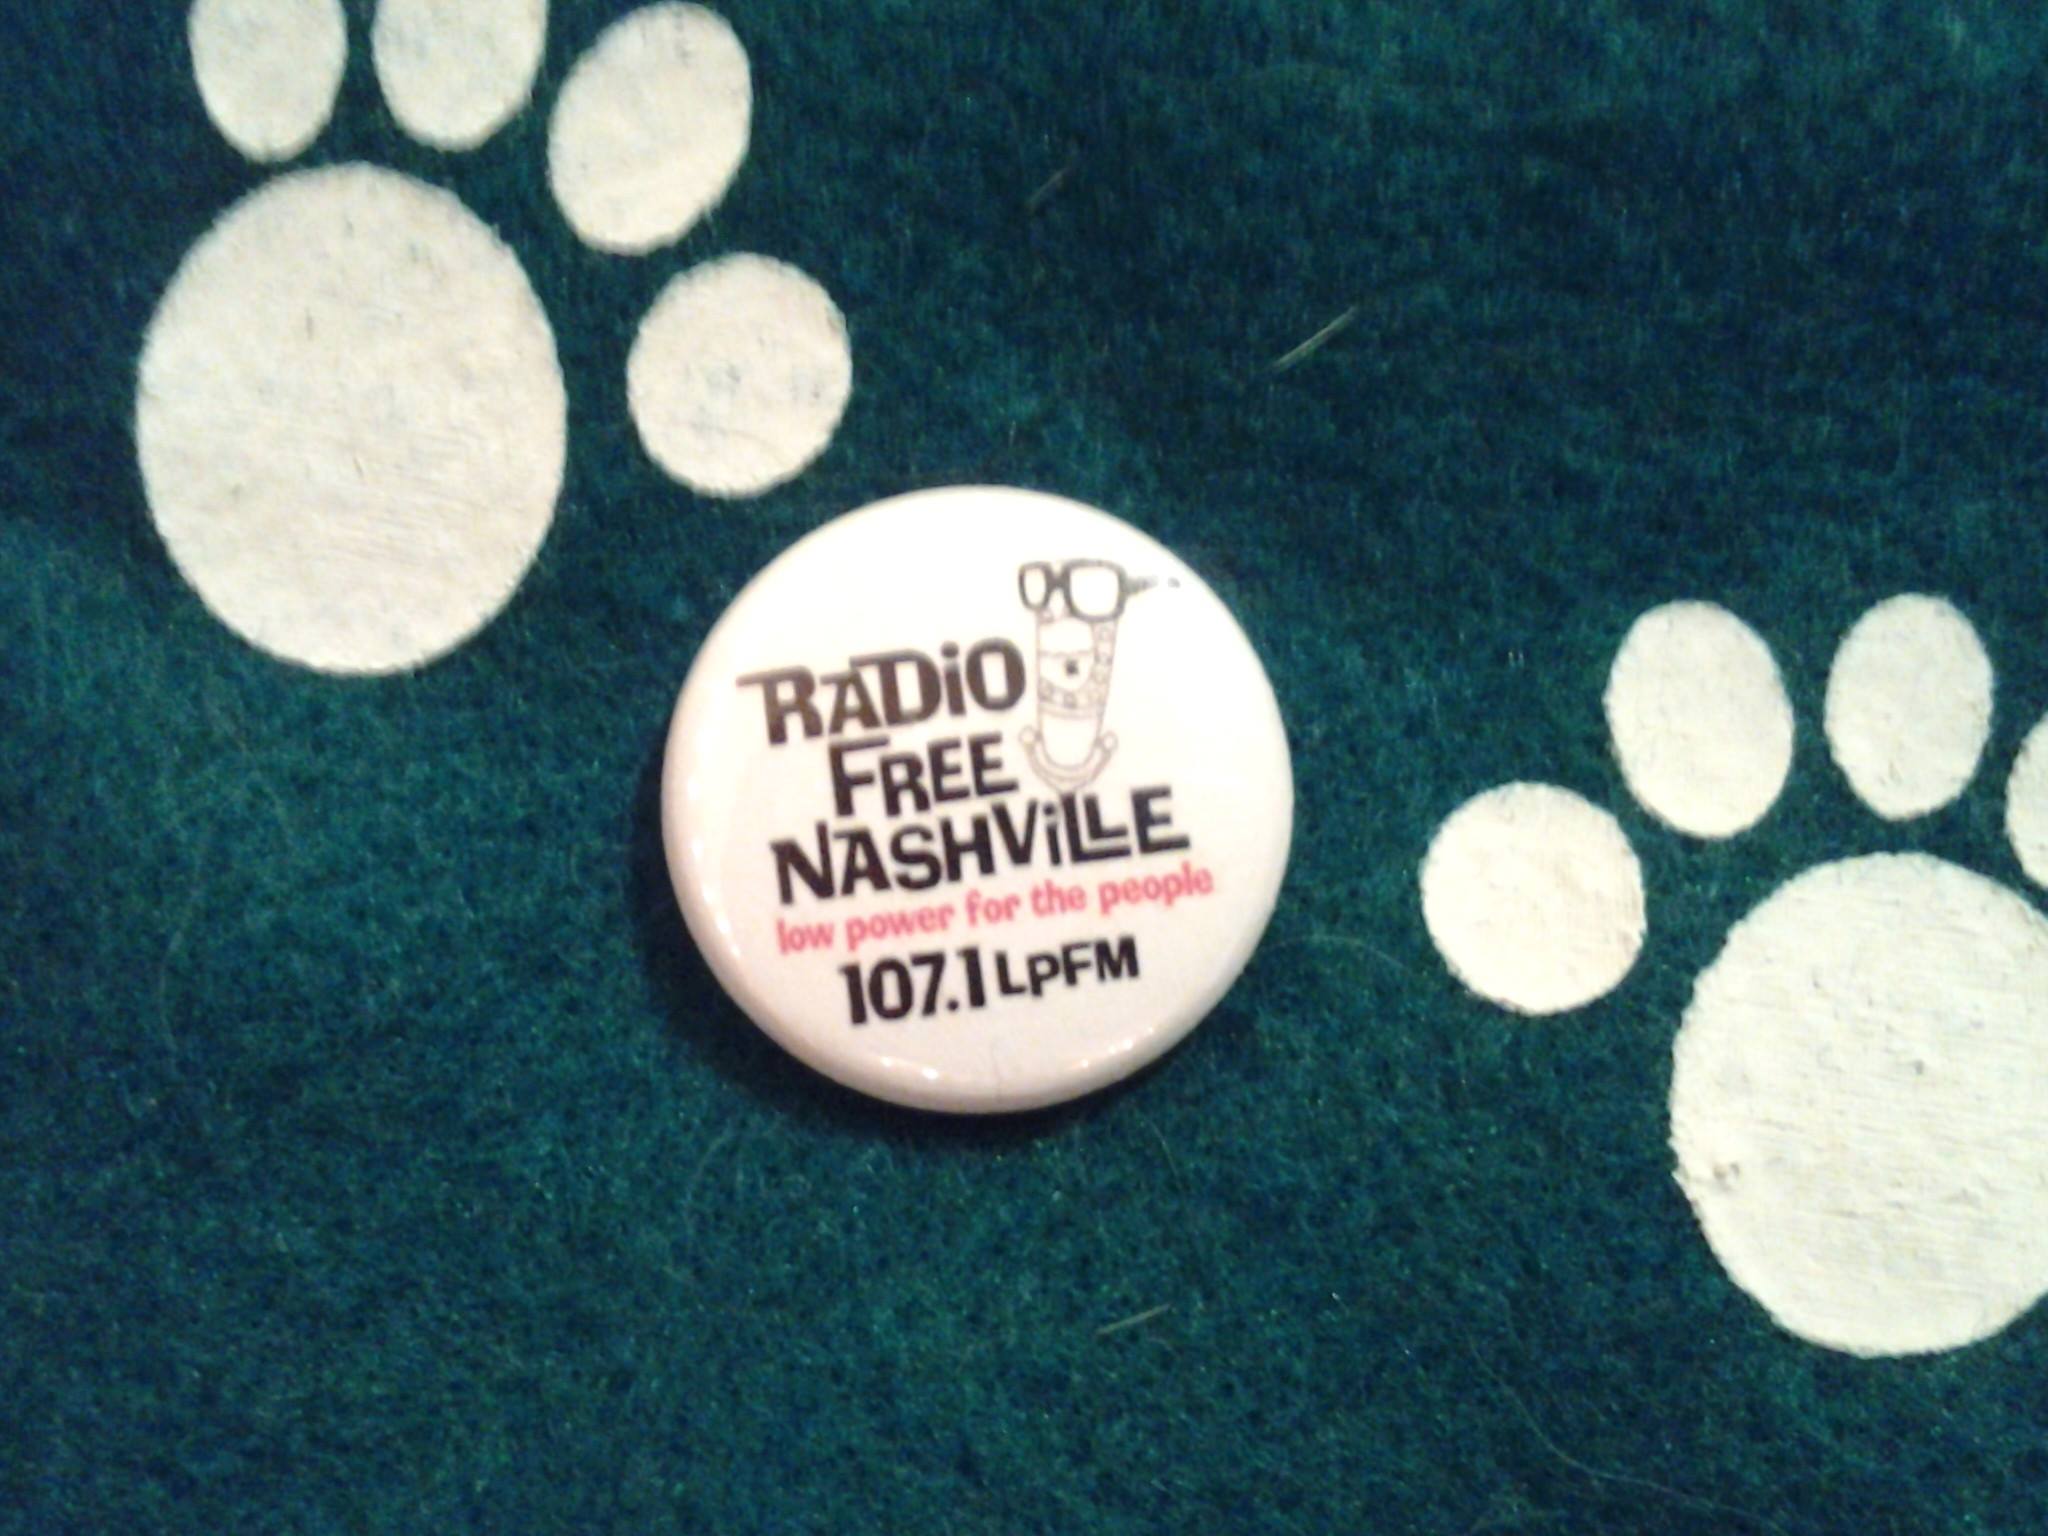 RADiO
FREE
NASHViLLE
low power for the people
107.1 LpFM